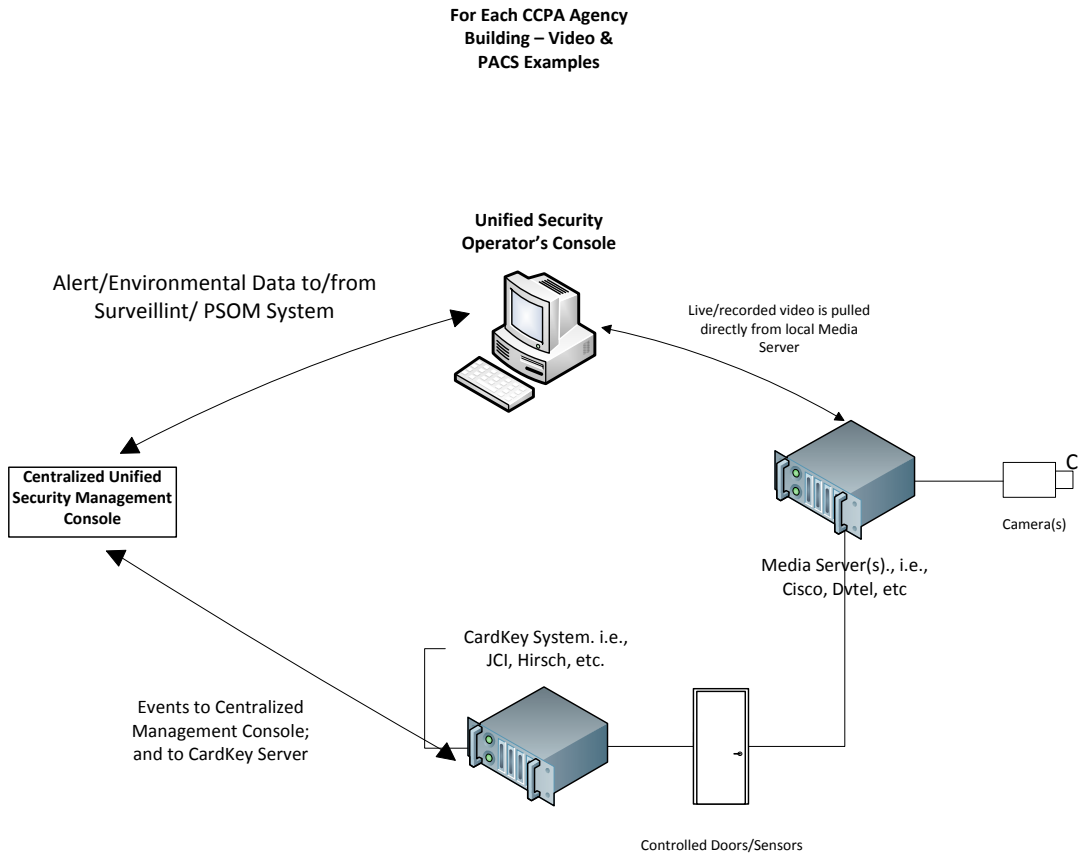 For Each CCPA Agency
Building – Video &
PACS Examples
Unified Security
Operator's Console
Alert/Environmental Data to/from
Surveillint/ PSOM System
Live/recorded video is pulled
directly from local Media
Server
Centralized Unified
Security Management
Console
C
Camera(s)
Media Server(s)., i.e.,
Cisco, Dvtel, etc
CardKey System. i.e.,
JCI, Hirsch, etc.
Events to Centralized
Management Console;
and to CardKey Server
Controlled Doors/Sensors